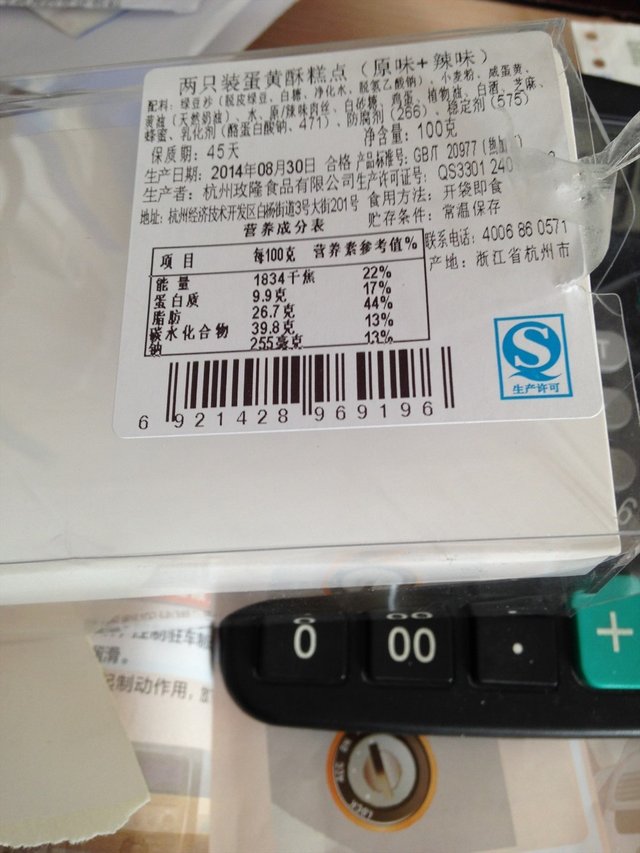 两只装蛋黄酥糕点（原味+辣味）
配料：绿豆沙（脱皮绿豆、白糖、净化水、脱氢乙酸钠）、小麦粉、咸蛋黄、
黄油（天然奶油）、水、原/辣味肉丝、白砂糖、鸡蛋、植物油、白酒、芝麻、
蜂蜜、乳化剂（酪蛋白酸钠、471）、防腐剂（266）、稳定剂（575）
保质期：45天 净含量：100克
生产日期：2014年08月30日 合格 产品标准号：GB/T 20977
生产者：杭州玫隆食品有限公司 生产许可证号：QS3301 240
地址：杭州经济技术开发区白杨街道3号大街201号 食用方法：开袋即食
营养成分表 贮存条件：常温保存
项目 每100克 营养素参考值%
能量 1834千焦 22%
蛋白质 9.9克 17%
脂肪 26.7克 44%
碳水化合物 39.8克 13%
钠 255毫克 13%
联系电话：4006 86 0571
产地：浙江省杭州市
S
生产许可
6 921428 969196
0 00 . +
滑。
制动作用，
LOCK